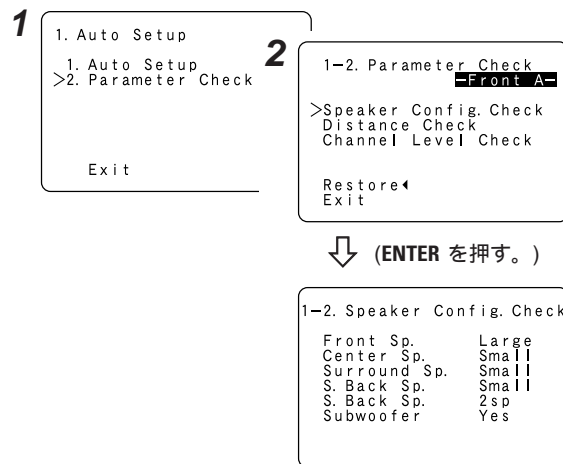 1
1. Auto Setup
1. Auto Setup
>2. Parameter Check
Exit
2
1-2. Parameter Check
-Front A-
>Speaker Config. Check
Distance Check
Channel Level Check
Restore◂
Exit
(ENTER を押す。)
1-2. Speaker Config. Check
Front Sp. Large
Center Sp. Small
Surround Sp. Small
S. Back Sp. Small
S. Back Sp. 2sp
Subwoofer Yes